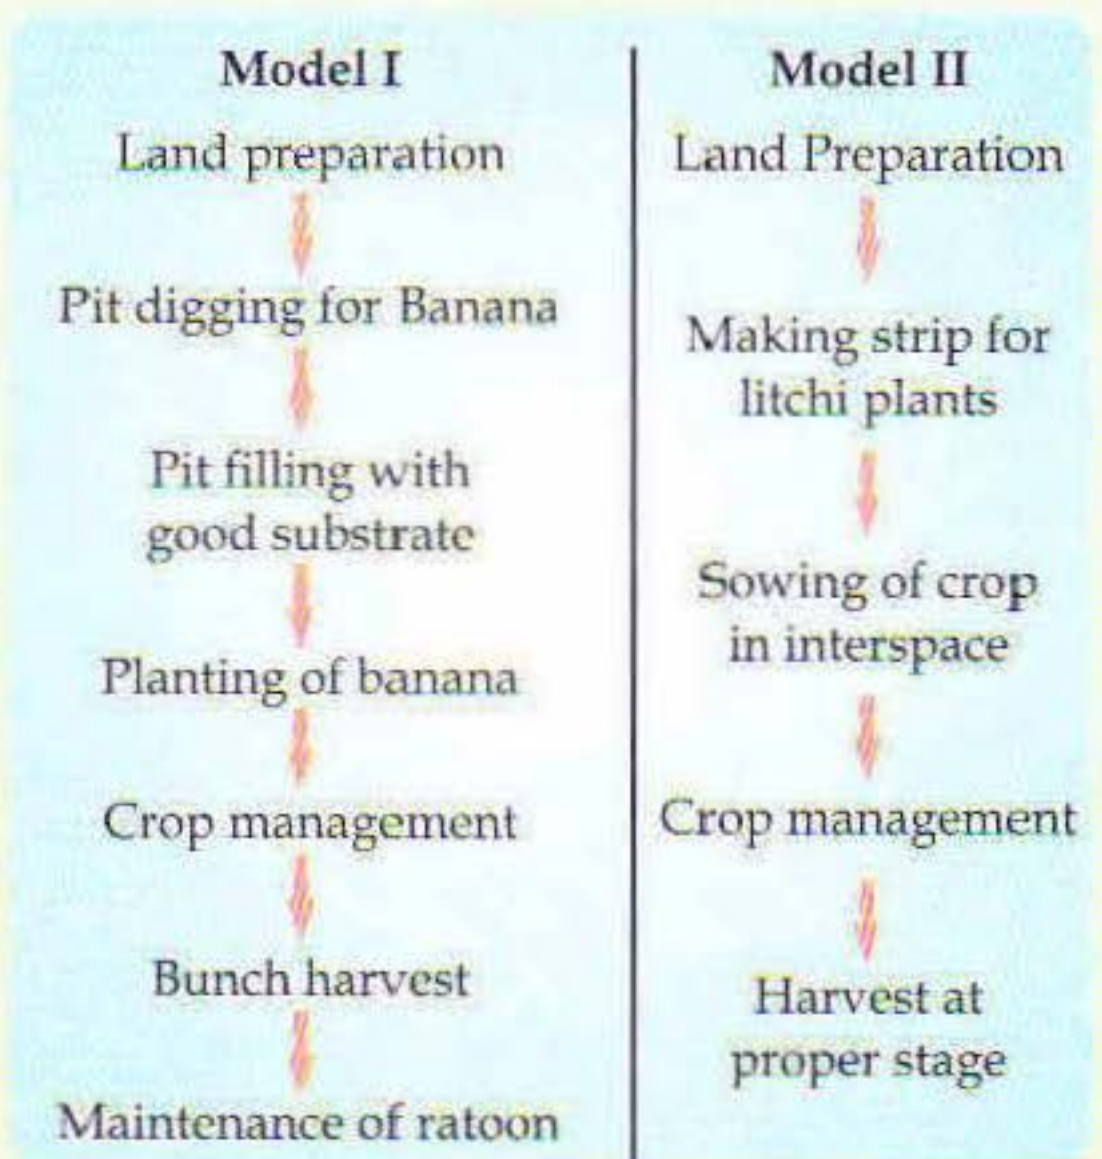 Model I
Land preparation
Pit digging for Banana
Pit filling with
good substrate
Planting of banana
Crop management
Bunch harvest
Maintenance of ratoon
Model II
Land Preparation
Making strip for
litchi plants
Sowing of crop
in interspace
Crop management
Harvest at
proper stage